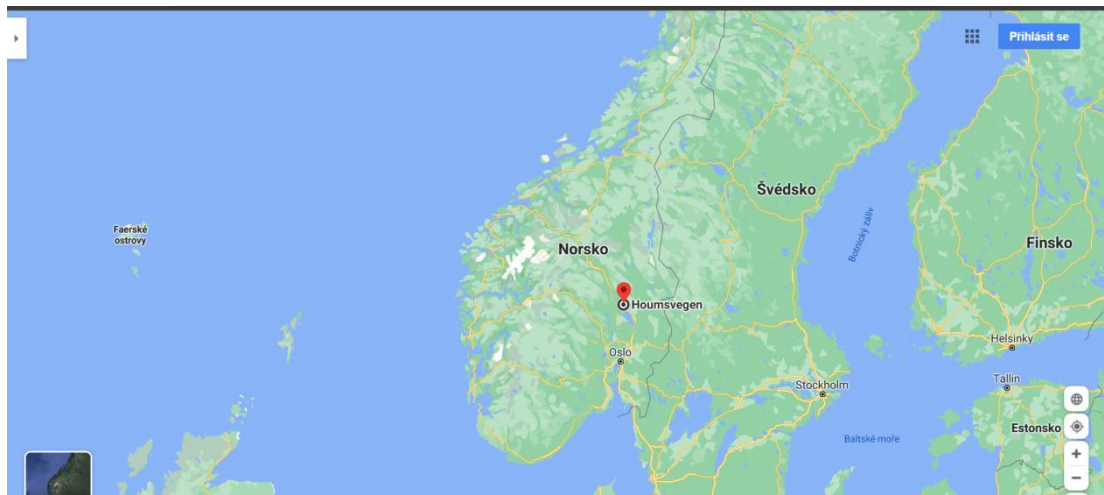 Přihlásit se
Švédsko
Faerské
ostrovy
Botnický záliv
Finsko
Norsko
Houmsvegen
Helsinky
Oslo
Tallin
Stockholm
Estonsko
Baltské moře